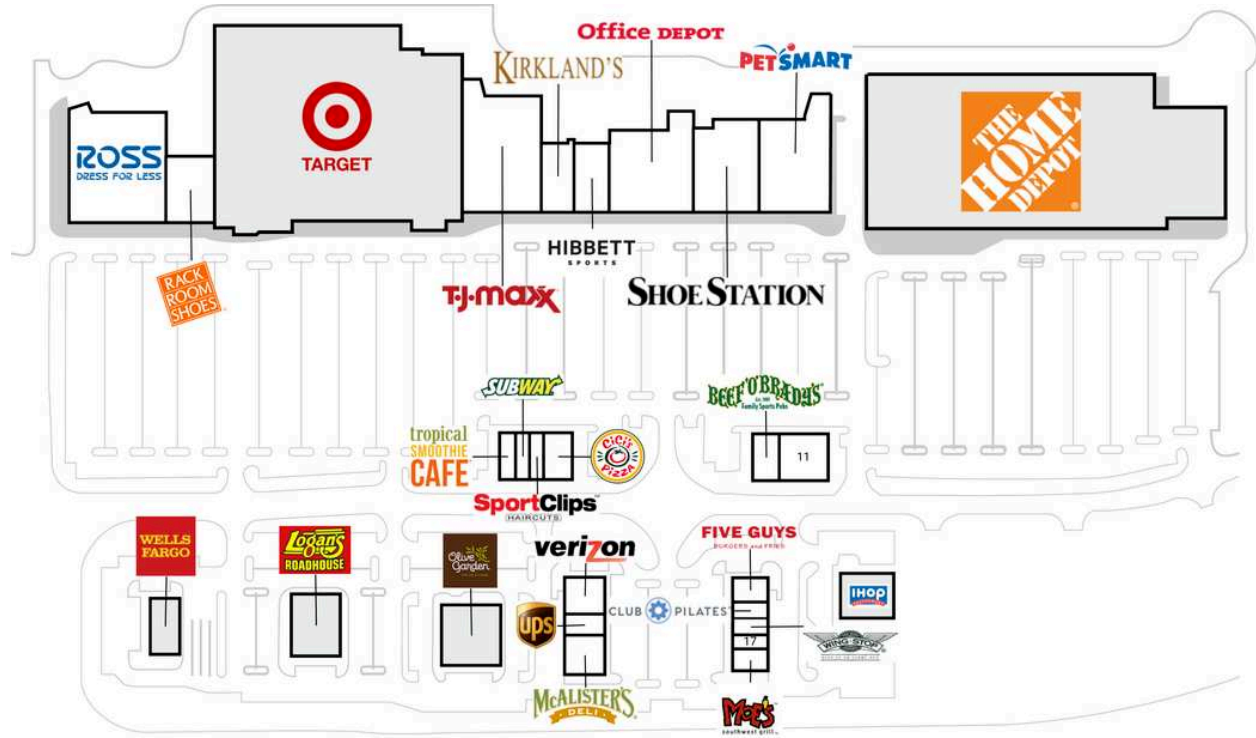 Office DEPOT
KIRKLAND'S
PETSMART
ROSS
DRESS FOR LESS
TARGET
THE
HOME
DEPOT
HIBBETT
SPORTS
RACK
ROOM
SHOES
T·J·maxx
SHOE STATION
SUBWAY
BEEF 'O' BRADY'S
Family Sports Pubs
tropical
SMOOTHIE
CAFE
CiCi's
PIZZA
11
SportClips
HAIRCUTS
WELLS
FARGO
Logan's
ROADHOUSE
Olive
Garden
verizon
FIVE GUYS
BURGERS and FRIES
IHOP
ups
CLUB PILATES
WING·STOP
17
McALISTER'S
DELI
MOE'S
southwest grill